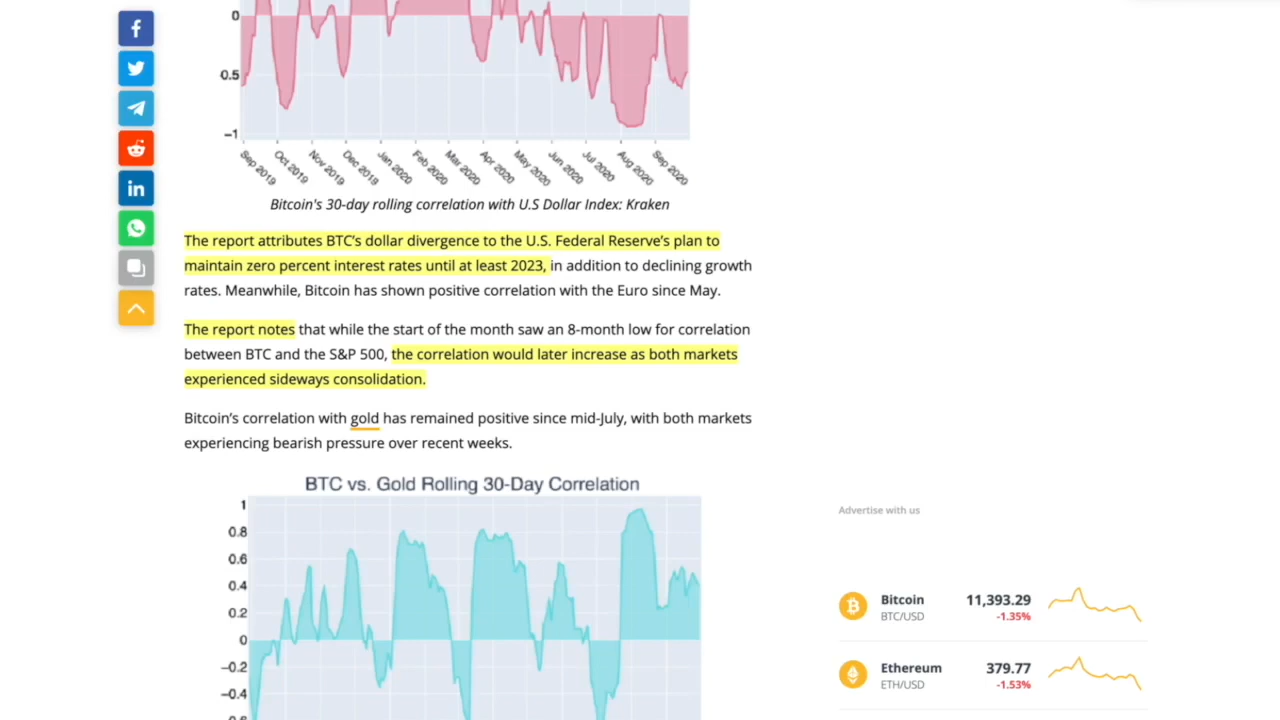 0
-0.5
−1
Sep 2019
Oct 2019
Nov 2019
Dec 2019
Jan 2020
Feb 2020
Mar 2020
Apr 2020
May 2020
Jun 2020
Jul 2020
Aug 2020
Sep 2020
Bitcoin's 30-day rolling correlation with U.S Dollar Index: Kraken
The report attributes BTC’s dollar divergence to the U.S. Federal Reserve’s plan to
maintain zero percent interest rates until at least 2023, in addition to declining growth
rates. Meanwhile, Bitcoin has shown positive correlation with the Euro since May.
The report notes that while the start of the month saw an 8-month low for correlation
between BTC and the S&P 500, the correlation would later increase as both markets
experienced sideways consolidation.
Bitcoin’s correlation with gold has remained positive since mid-July, with both markets
experiencing bearish pressure over recent weeks.
BTC vs. Gold Rolling 30-Day Correlation
1
0.8
0.6
0.4
0.2
0
−0.2
−0.4
Advertise with us
Bitcoin 11,393.29
BTC/USD -1.35%
Ethereum 379.77
ETH/USD -1.53%